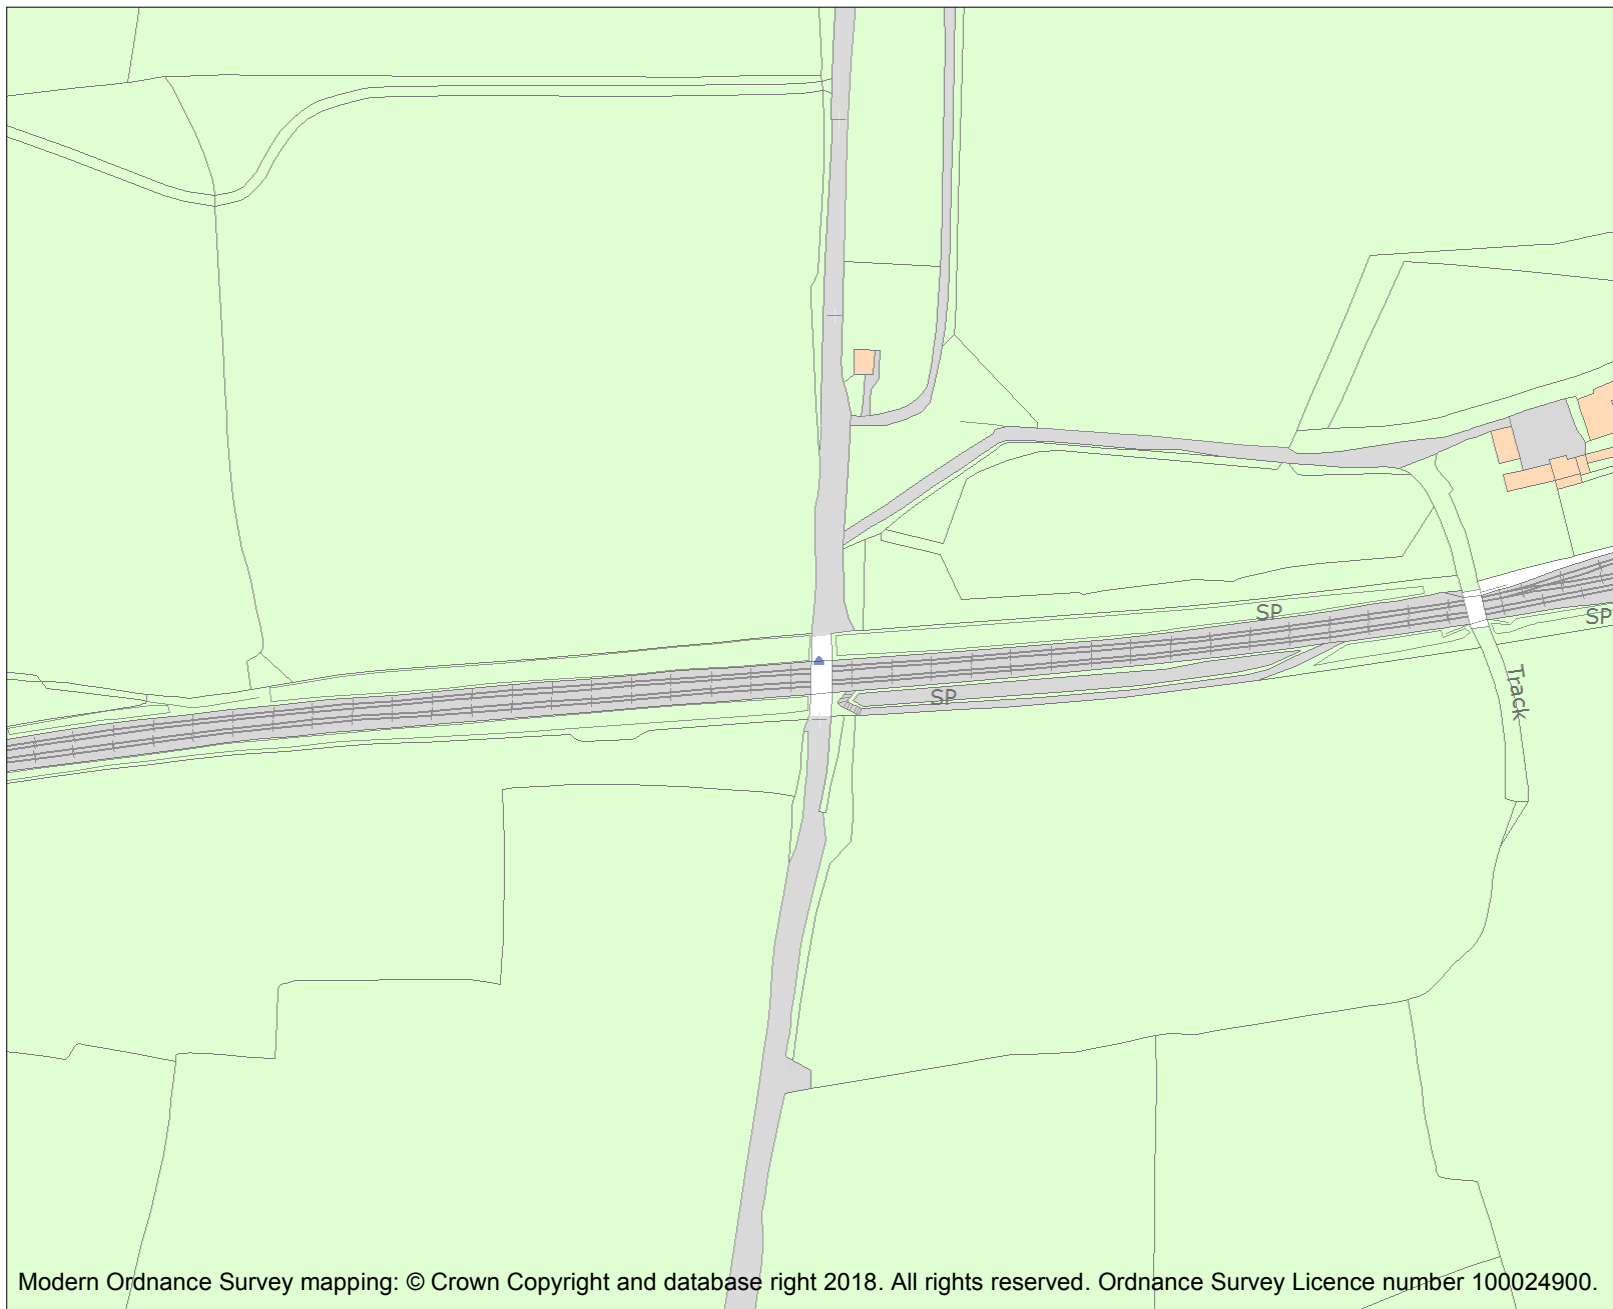 SP
SP
SP
Track
Modern Ordnance Survey mapping: © Crown Copyright and database right 2018. All rights reserved. Ordnance Survey Licence number 100024900.